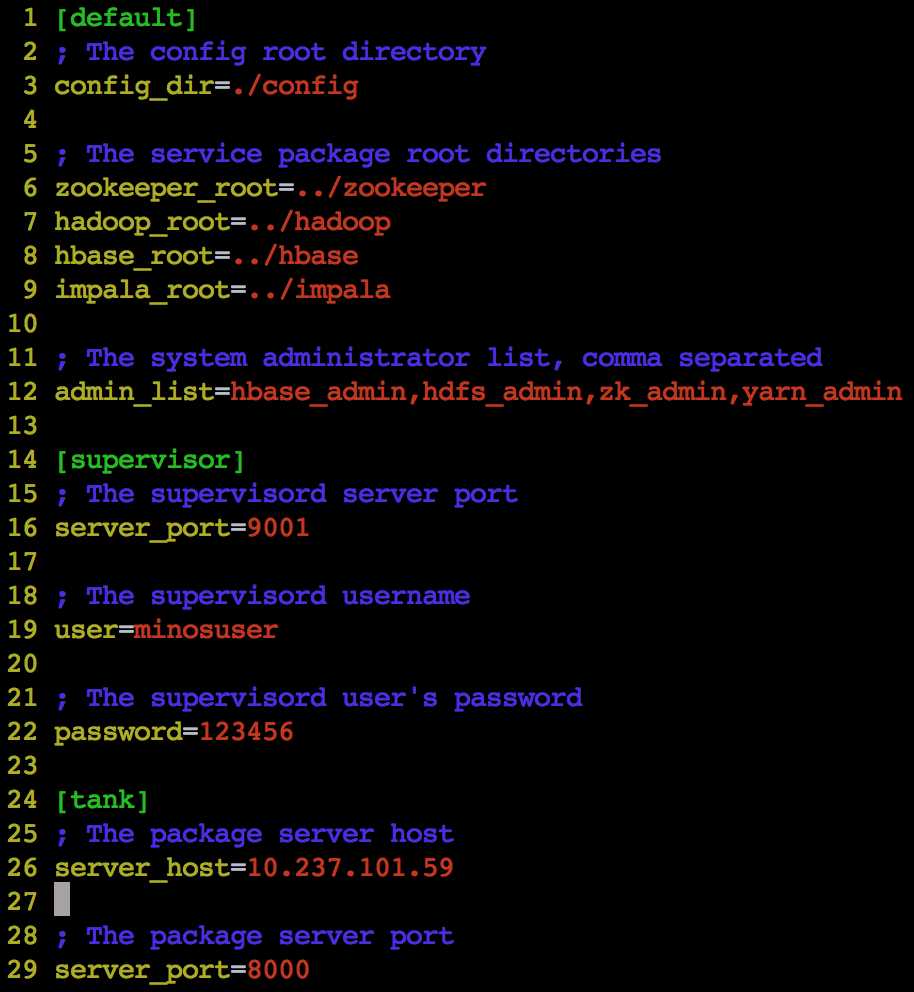 1 [default]
2 ; The config root directory
3 config_dir=./config
4
5 ; The service package root directories
6 zookeeper_root=../zookeeper
7 hadoop_root=../hadoop
8 hbase_root=../hbase
9 impala_root=../impala
10
11 ; The system administrator list, comma separated
12 admin_list=hbase_admin,hdfs_admin,zk_admin,yarn_admin
13
14 [supervisor]
15 ; The supervisord server port
16 server_port=9001
17
18 ; The supervisord username
19 user=minosuser
20
21 ; The supervisord user's password
22 password=123456
23
24 [tank]
25 ; The package server host
26 server_host=10.237.101.59
27
28 ; The package server port
29 server_port=8000